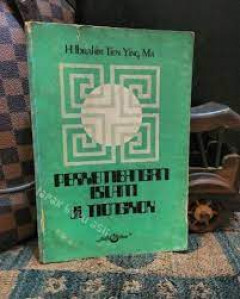 H.Ibrahim Tien Ying, Ma
PERKEMBANGAN
ISLAM
DI TIONGKOK